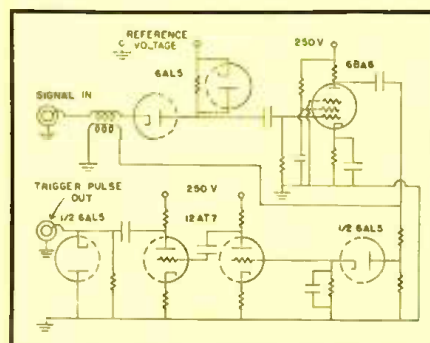 REFERENCE
VOLTAGE
250 V
6BA6
6AL5
SIGNAL IN
TRIGGER PULSE
OUT
1/2 6AL5
250 V
12AT7
1/2 6AL5